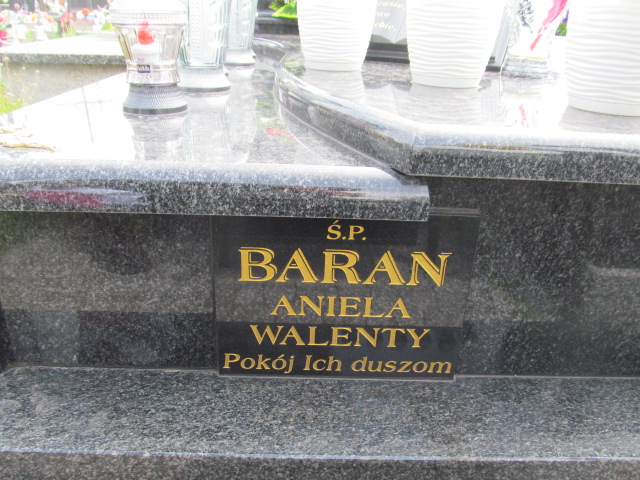 Ś.P.
BARAN
ANIELA
WALENTY
Pokój Ich duszom